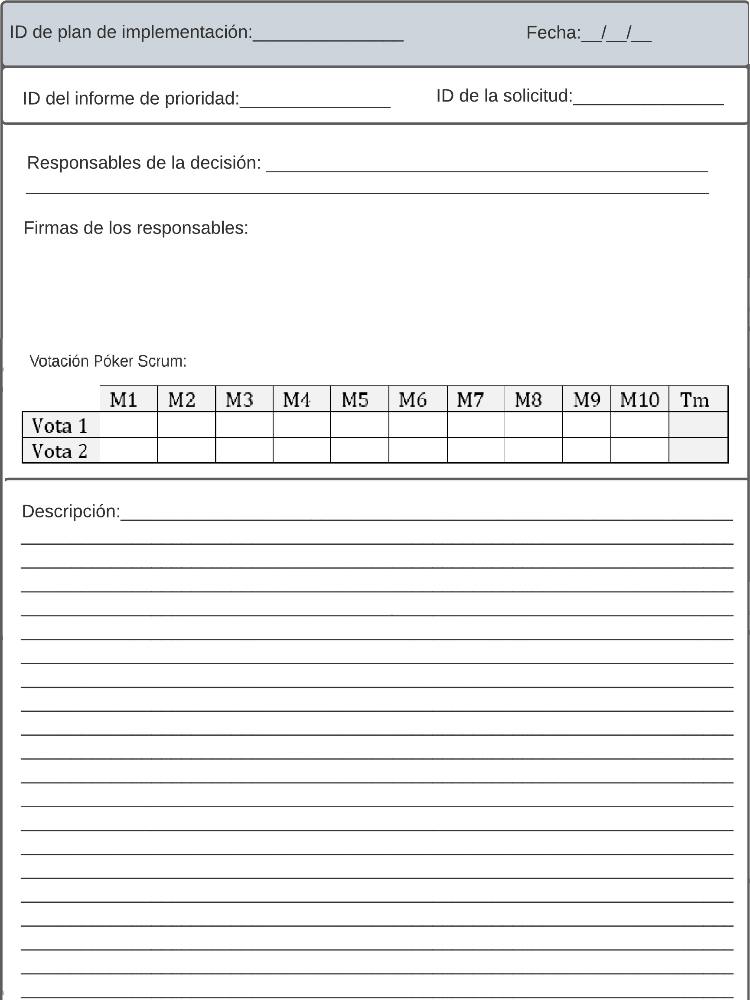 ID de plan de implementación:_______________ Fecha:__/__/__
ID del informe de prioridad:_______________ ID de la solicitud:_______________
Responsables de la decisión: ____________________________________________
____________________________________________________________________
Firmas de los responsables:
Votación Póker Scrum:
M1 M2 M3 M4 M5 M6 M7 M8 M9 M10 Tm
Vota 1
Vota 2
Descripción:_____________________________________________________________